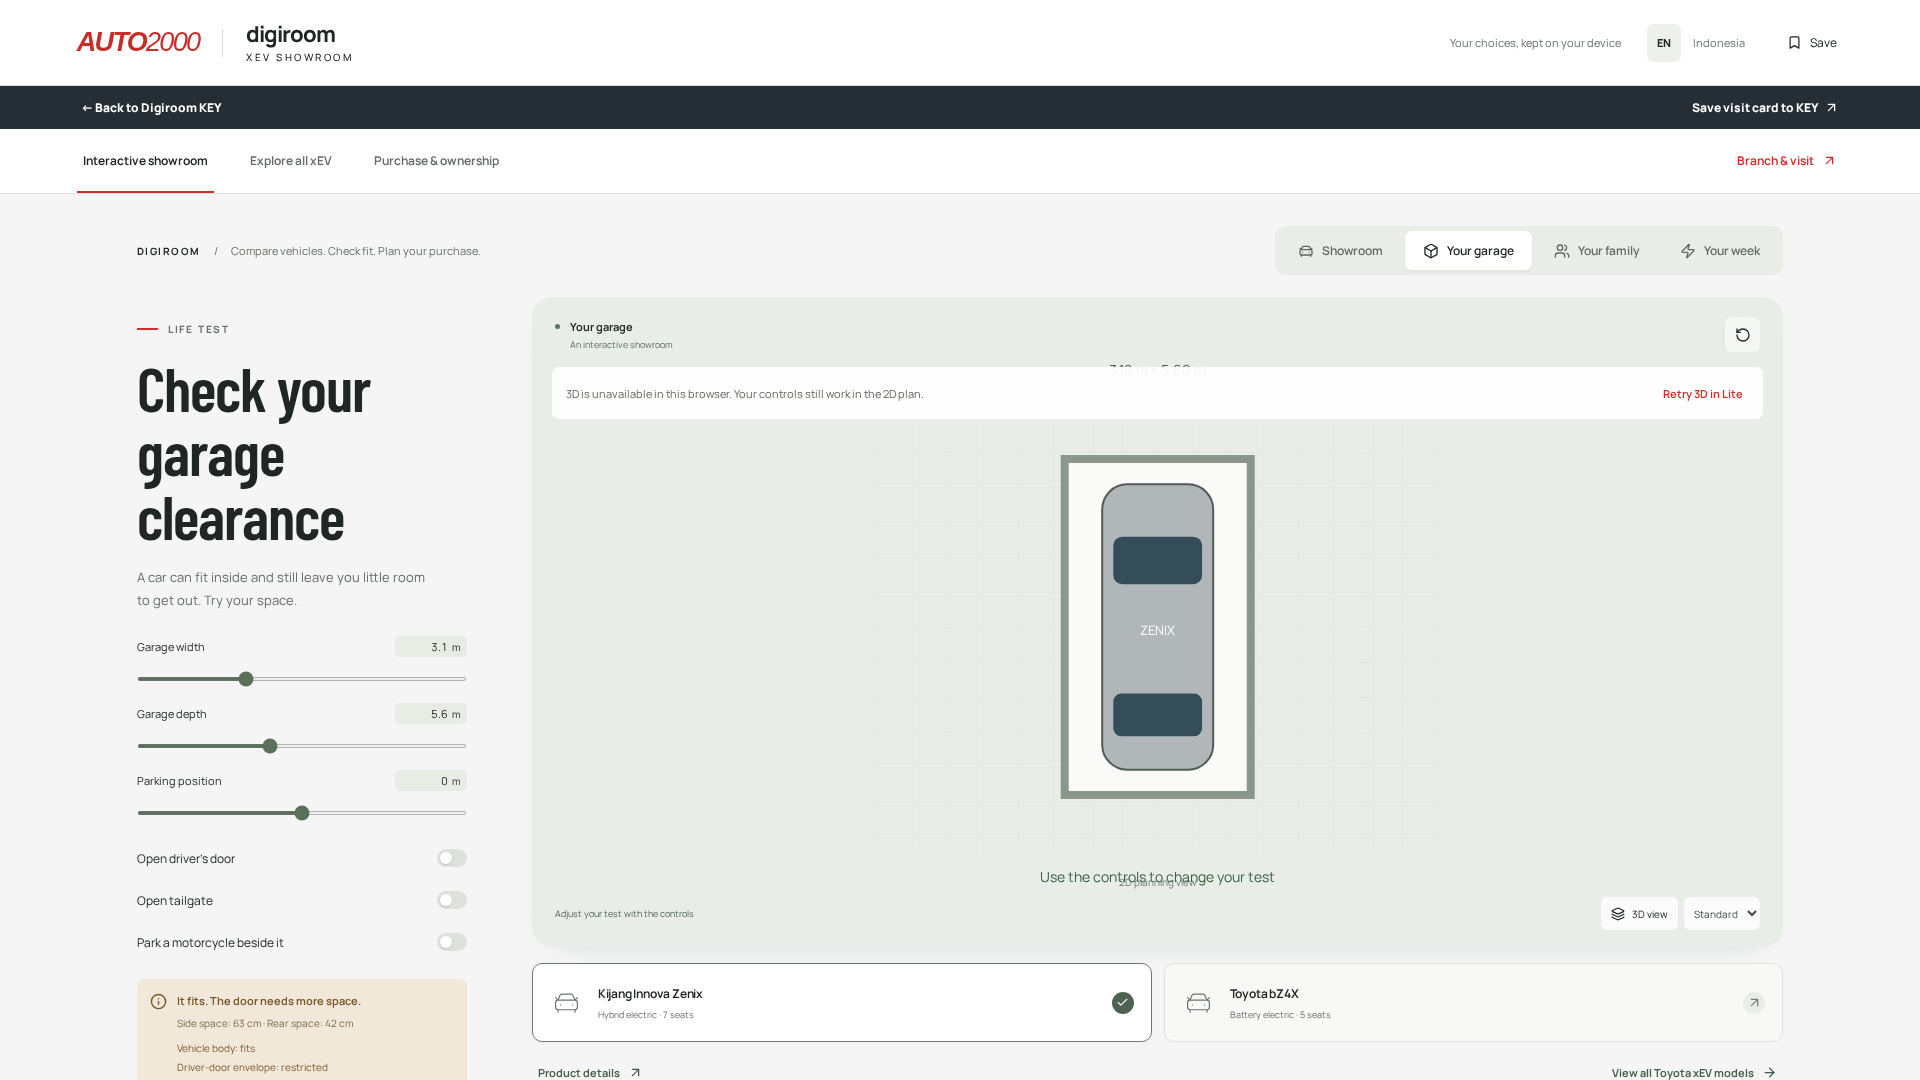 AUTO2000
digiroom
XEV SHOWROOM
Your choices, kept on your device
EN
Indonesia
Save
← Back to Digiroom KEY
Save visit card to KEY
Interactive showroom
Explore all xEV
Purchase & ownership
Branch & visit
DIGIROOM / Compare vehicles. Check fit. Plan your purchase.
Showroom
Your garage
Your family
Your week
LIFE TEST
Check your
garage
clearance
A car can fit inside and still leave you little room
to get out. Try your space.
Garage width
3.1 m
Garage depth
5.6 m
Parking position
0 m
Open driver's door
Open tailgate
Park a motorcycle beside it
It fits. The door needs more space.
Side space: 63 cm · Rear space: 42 cm
Vehicle body: fits
Driver-door envelope: restricted
Your garage
An interactive showroom
3D is unavailable in this browser. Your controls still work in the 2D plan.
Retry 3D in Lite
ZENIX
Use the controls to change your test
2D planning view
Adjust your test with the controls
3D view
Standard
Kijang Innova Zenix
Hybrid electric · 7 seats
Toyota bZ4X
Battery electric · 5 seats
Product details
View all Toyota xEV models